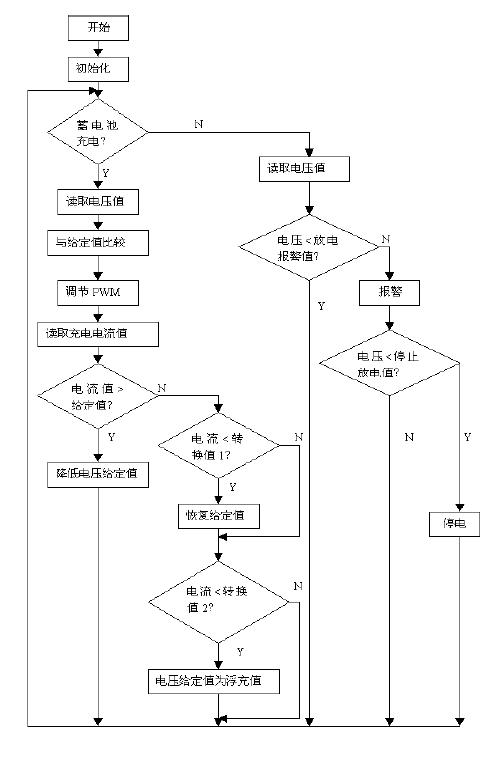 开始
初始化
蓄电池
充电?
N
Y
读取电压值
读取电压值
与给定值比较
电压<放电
报警值?
N
Y
调节 PWM
报警
读取充电电流值
电流值>
给定值?
N
Y
电压<停止
放电值?
N
Y
电流<转
换值 1?
N
Y
降低电压给定值
恢复给定值
停电
电流<转换
值 2?
N
Y
电压给定值为浮充值